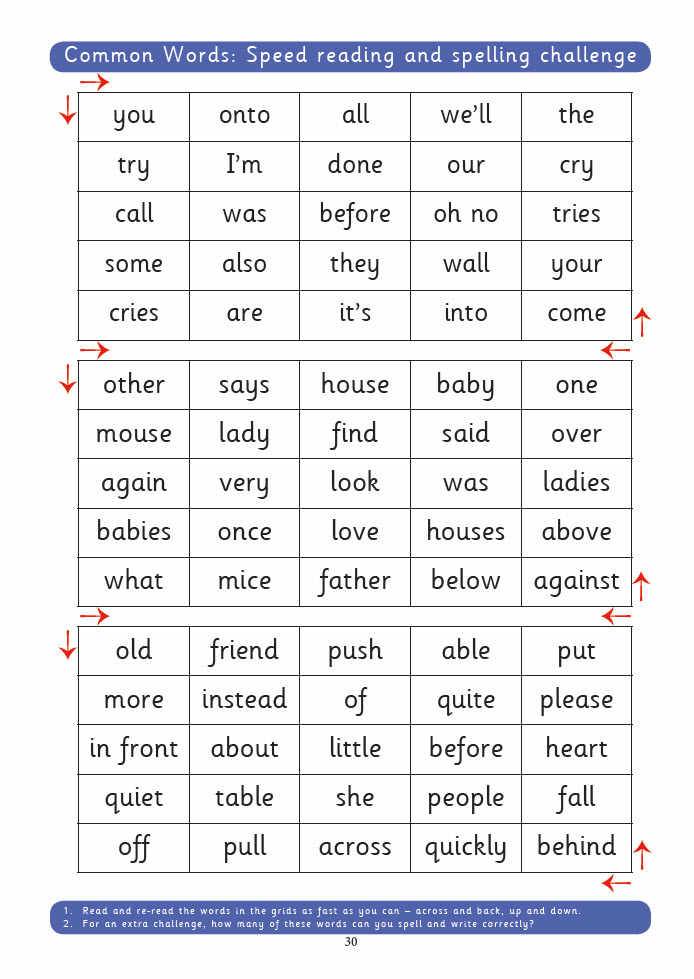 Common Words: Speed reading and spelling challenge
you onto all we'll the
try I'm done our cry
call was before oh no tries
some also they wall your
cries are it's into come
other says house baby one
mouse lady find said over
again very look was ladies
babies once love houses above
what mice father below against
old friend push able put
more instead of quite please
in front about little before heart
quiet table she people fall
off pull across quickly behind
1. Read and re-read the words in the grids as fast as you can – across and back, up and down.
2. For an extra challenge, how many of these words can you spell and write correctly?
30